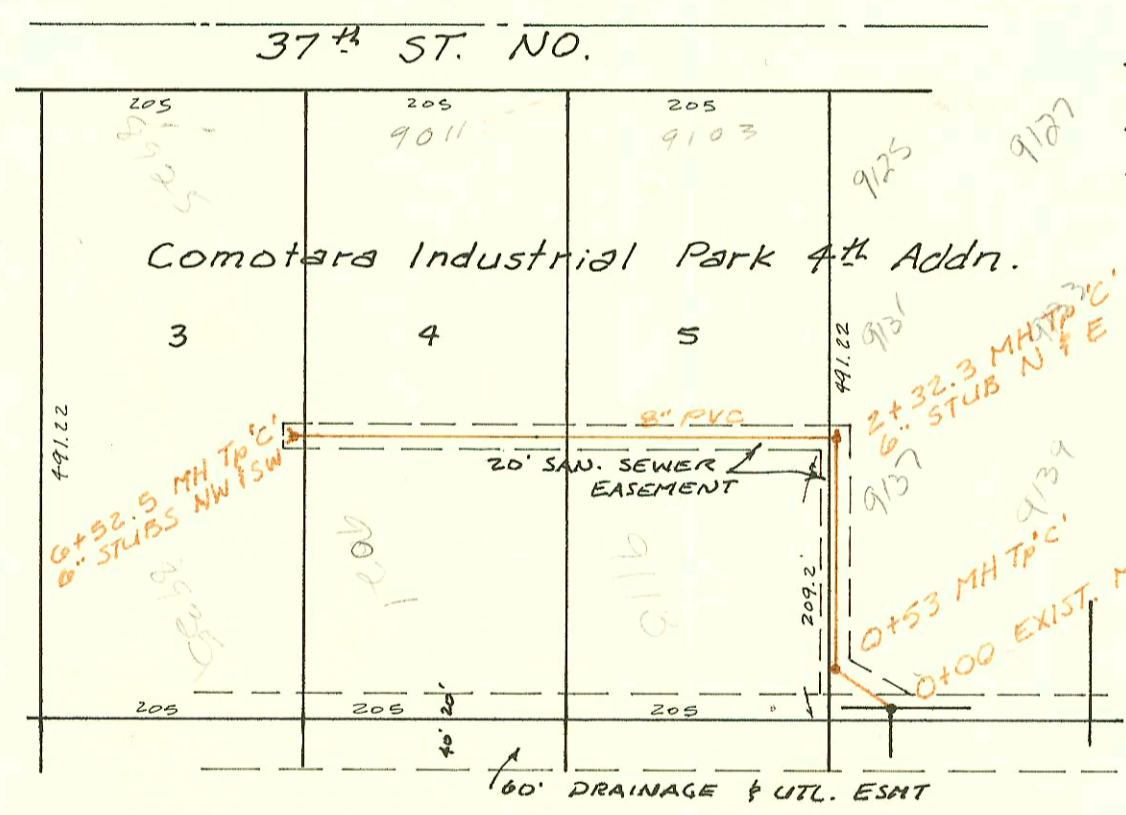 37th ST. NO.
205 205 205
8925 9011 9103
9125 9127
Comotara Industrial Park 4th Addn.
3 4 5
491.22
491.22
9131
2+32.3 MH Tp'C'
6" STUB N & E
8" PVC
20' SAN. SEWER
EASEMENT
6+52.5 MH Tp'C'
6" STUBS NW & SW
9137 9139
9021 9113
209.2'
0+53 MH Tp'C'
0+00 EXIST.
205 205 205
20'
40'
60' DRAINAGE & UTL. ESMT